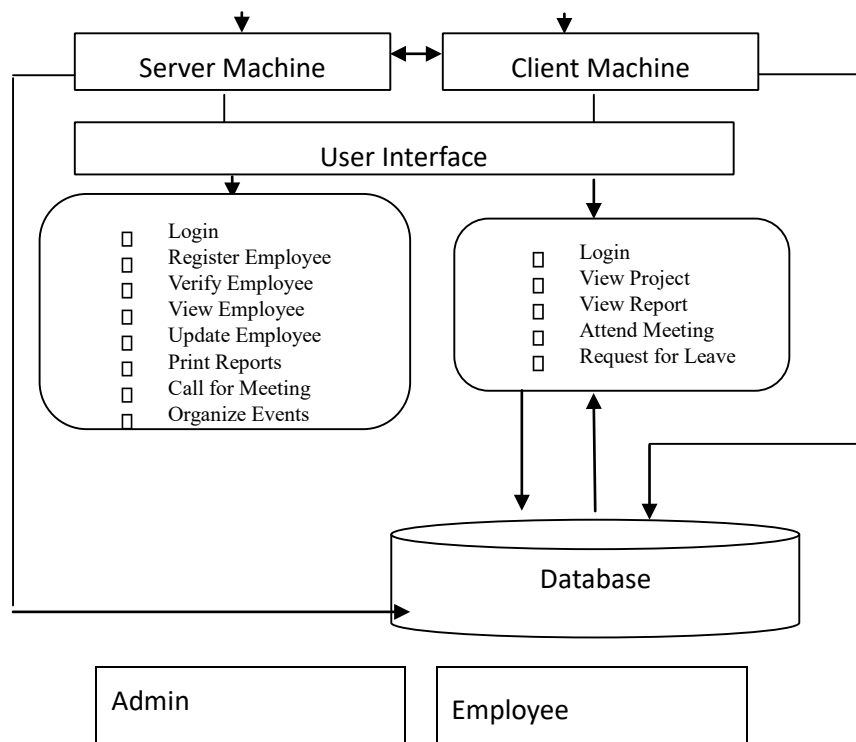 Server Machine
Client Machine
User Interface
Login
Register Employee
Verify Employee
View Employee
Update Employee
Print Reports
Call for Meeting
Organize Events
Login
View Project
View Report
Attend Meeting
Request for Leave
Database
Admin
Employee